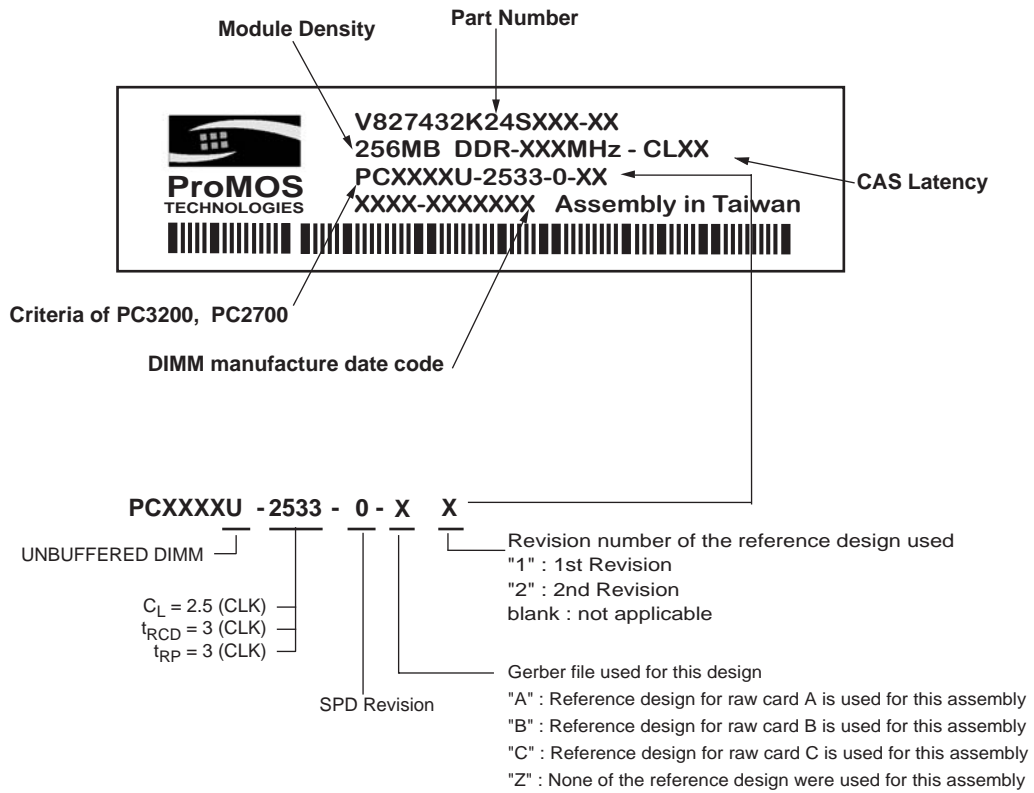 Part Number
Module Density
V827432K24SXXX-XX
256MB DDR-XXXMHz - CLXX
PCXXXXU-2533-0-XX
XXXX-XXXXXXX Assembly in Taiwan
ProMOS
TECHNOLOGIES
CAS Latency
Criteria of PC3200, PC2700
DIMM manufacture date code
PCXXXXU - 2533 - 0 - X X
UNBUFFERED DIMM
CL = 2.5 (CLK)
tRCD = 3 (CLK)
tRP = 3 (CLK)
SPD Revision
Revision number of the reference design used
"1" : 1st Revision
"2" : 2nd Revision
blank : not applicable
Gerber file used for this design
"A" : Reference design for raw card A is used for this assembly
"B" : Reference design for raw card B is used for this assembly
"C" : Reference design for raw card C is used for this assembly
"Z" : None of the reference design were used for this assembly